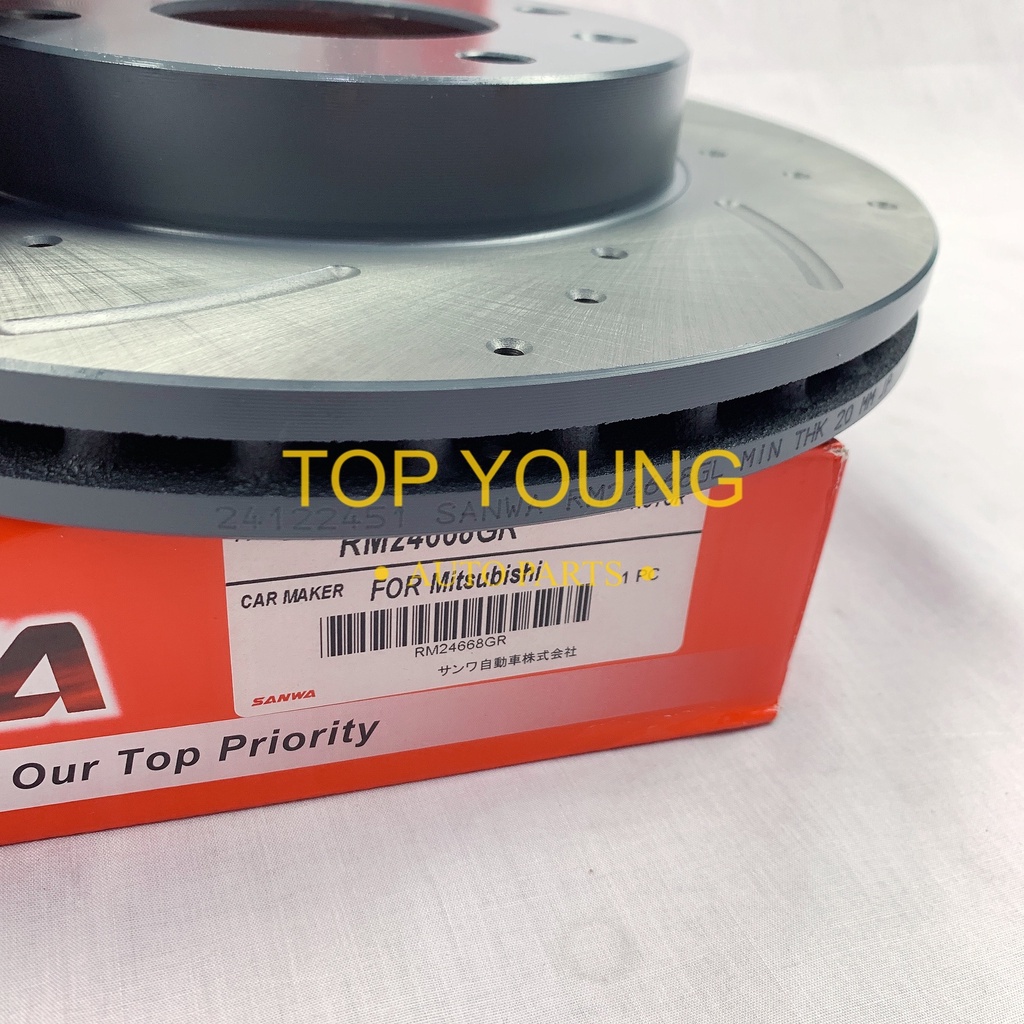 TOP YOUNG
• AUTO PARTS •
24122451 SANWA MIN THK 20 MM
RM24668GR
CAR MAKER FOR Mitsubishi 1 PC
RM24668GR
サンワ自動車株式会社
SANWA
A
Our Top Priority